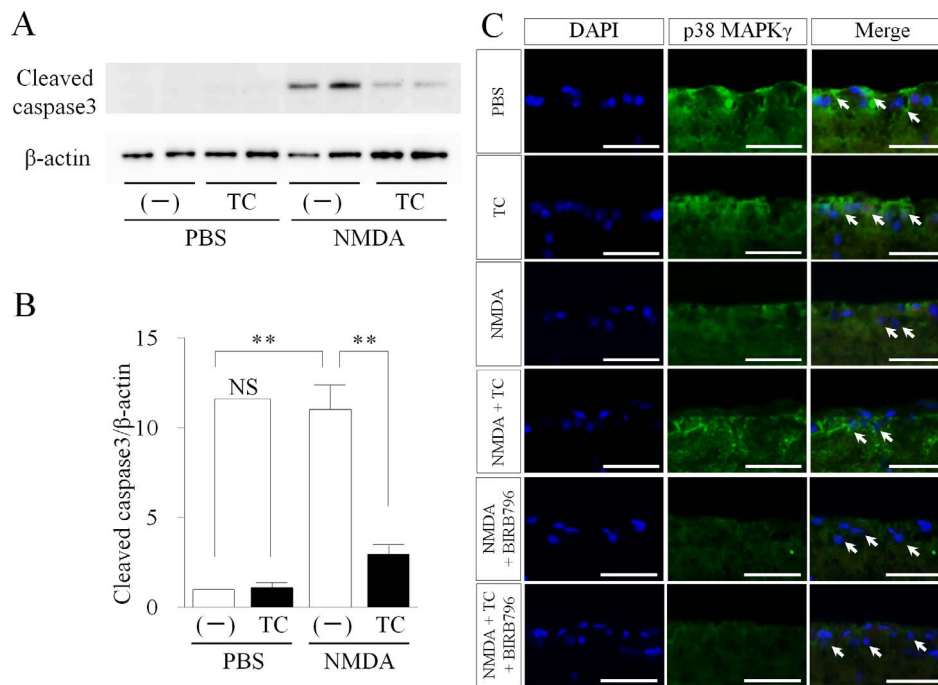 A
Cleaved
caspase3
β-actin
(−) TC (−) TC
PBS NMDA
B
Cleaved caspase3/β-actin
15
10
5
0
**
**
NS
(−) TC (−) TC
PBS NMDA
C
DAPI p38 MAPKγ Merge
PBS
TC
NMDA
NMDA + TC
NMDA
+ BIRB796
NMDA + TC
+ BIRB796